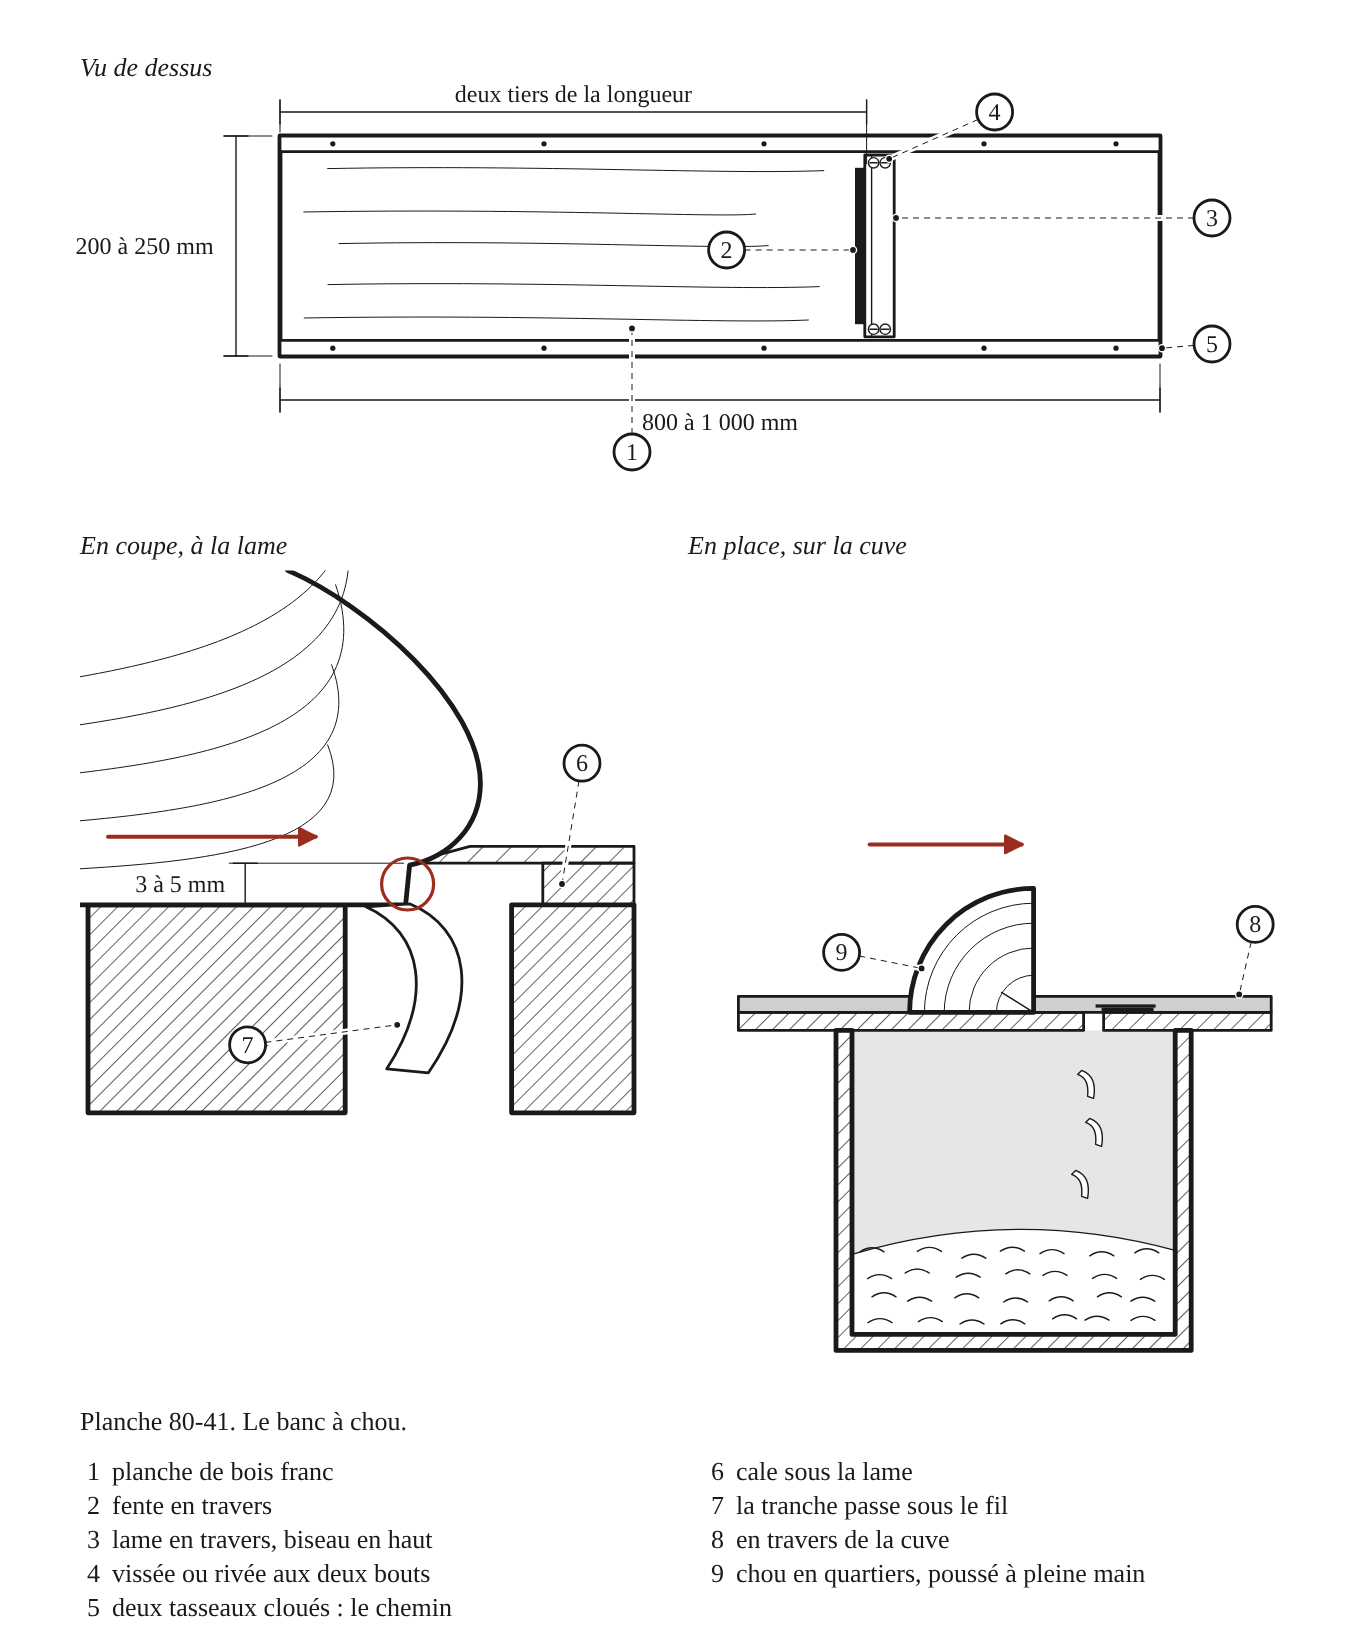 Vu de dessus
deux tiers de la longueur
4
3
200 à 250 mm
2
5
800 à 1 000 mm
1
En coupe, à la lame
En place, sur la cuve
6
3 à 5 mm
8
9
7
Planche 80-41. Le banc à chou.
1 planche de bois franc
2 fente en travers
3 lame en travers, biseau en haut
4 vissée ou rivée aux deux bouts
5 deux tasseaux cloués : le chemin
6 cale sous la lame
7 la tranche passe sous le fil
8 en travers de la cuve
9 chou en quartiers, poussé à pleine main